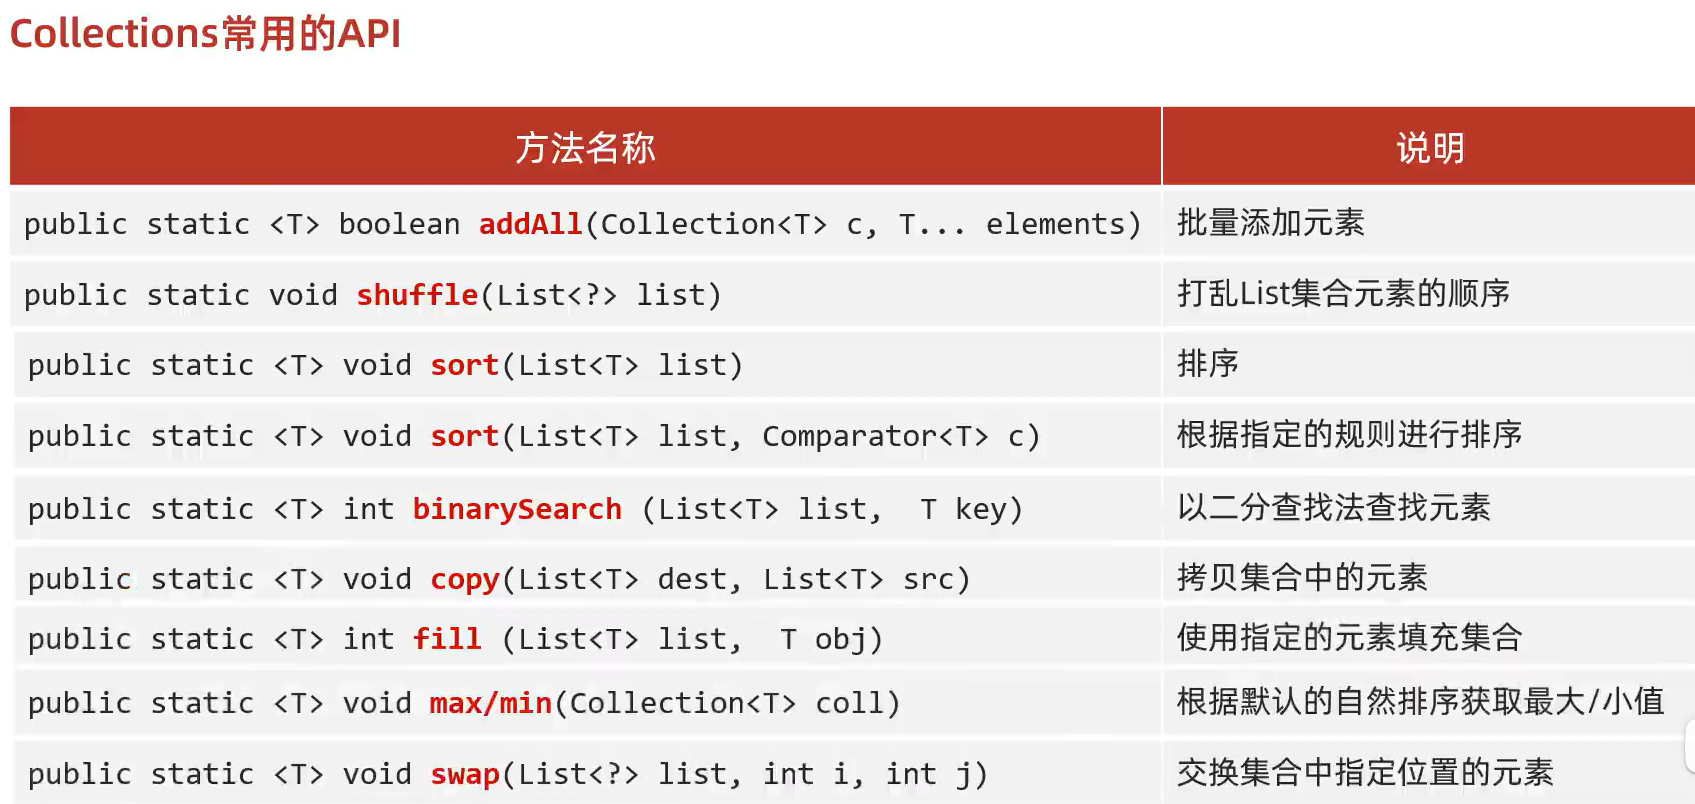 Collections常用的API
方法名称 说明
public static <T> boolean addAll(Collection<T> c, T... elements) 批量添加元素
public static void shuffle(List<?> list) 打乱List集合元素的顺序
public static <T> void sort(List<T> list) 排序
public static <T> void sort(List<T> list, Comparator<T> c) 根据指定的规则进行排序
public static <T> int binarySearch (List<T> list, T key) 以二分查找法查找元素
public static <T> void copy(List<T> dest, List<T> src) 拷贝集合中的元素
public static <T> int fill (List<T> list, T obj) 使用指定的元素填充集合
public static <T> void max/min(Collection<T> coll) 根据默认的自然排序获取最大/小值
public static <T> void swap(List<?> list, int i, int j) 交换集合中指定位置的元素